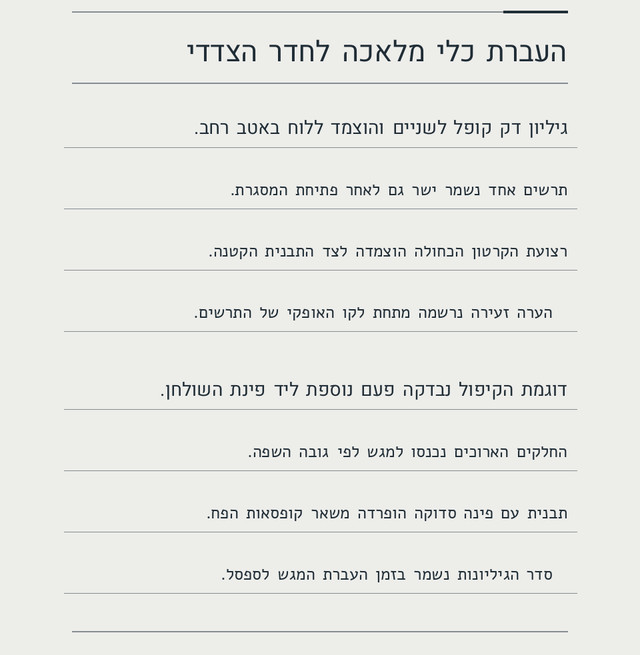 העברת כלי מלאכה לחדר הצדדי
גיליון דק קופל לשניים והוצמד ללוח באטב רחב.
תרשים אחד נשמר ישר גם לאחר פתיחת המסגרת.
רצועת הקרטון הכחולה הוצמדה לצד התבנית הקטנה.
הערה זעירה נרשמה מתחת לקו האופקי של התרשים.
דוגמת הקיפול נבדקה פעם נוספת ליד פינת השולחן.
החלקים הארוכים נכנסו למגש לפי גובה השפה.
תבנית עם פינה סדוקה הופרדה משאר קופסאות הפח.
סדר הגיליונות נשמר בזמן העברת המגש לספסל.